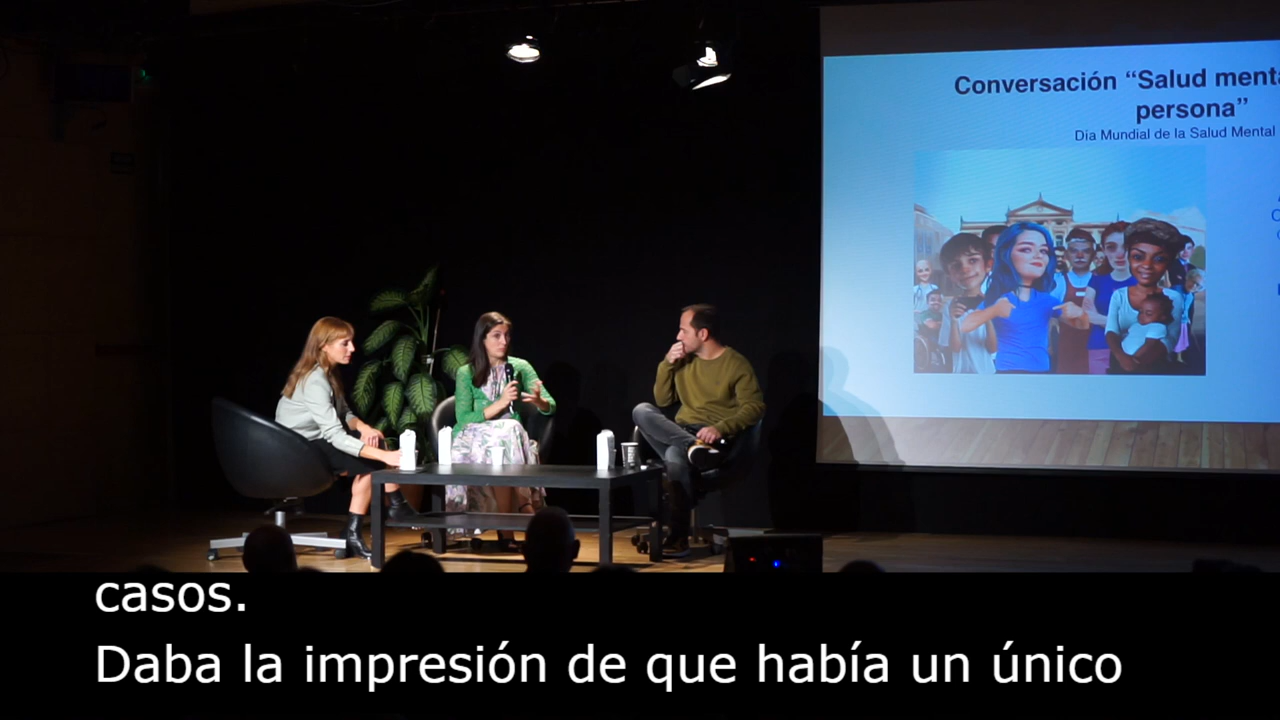 Conversación “Salud menta
persona”
Día Mundial de la Salud Mental
casos.
Daba la impresión de que había un único